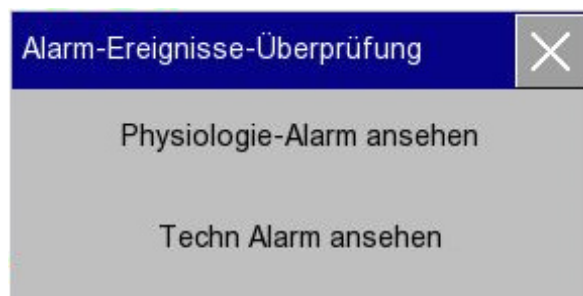 Alarm-Ereignisse-Überprüfung
Physiologie-Alarm ansehen
Techn Alarm ansehen